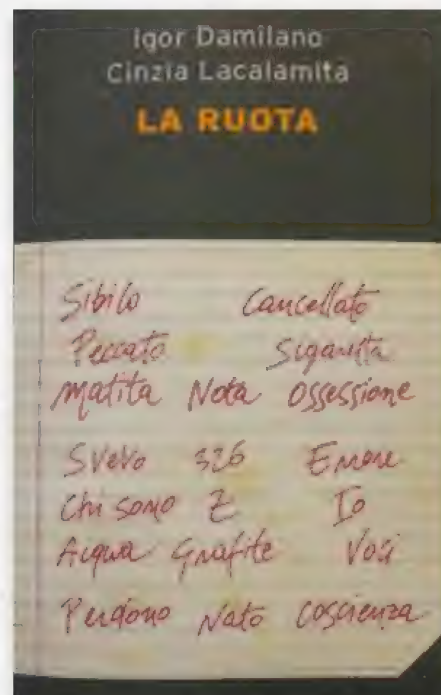 Igor Damilano
Cinzia Lacalamita
LA RUOTA
Sibilo Cancellato
Peccato Sigaretta
Matita Nota Ossessione
Svevo 326 Errore
Chi sono Z Io
Acqua Grafite Voci
Perdono Nato Coscienza